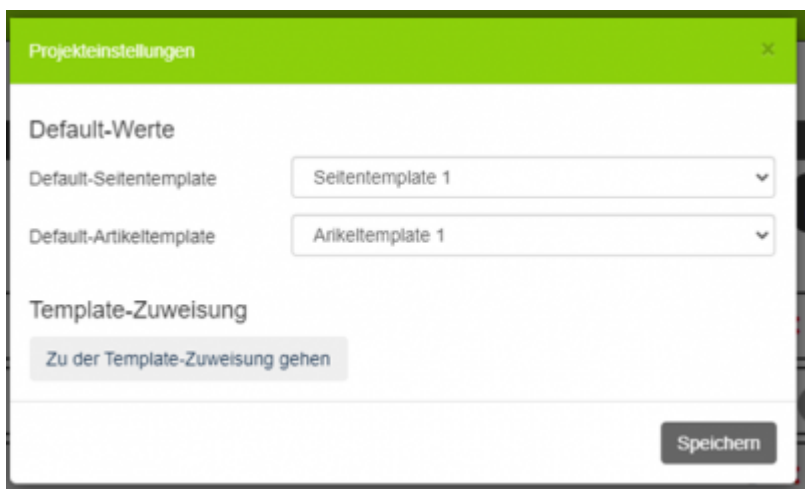 Projekteinstellungen
×
Default-Werte
Default-Seitentemplate Seitentemplate 1
Default-Artikeltemplate Arikeltemplate 1
Template-Zuweisung
Zu der Template-Zuweisung gehen
Speichern